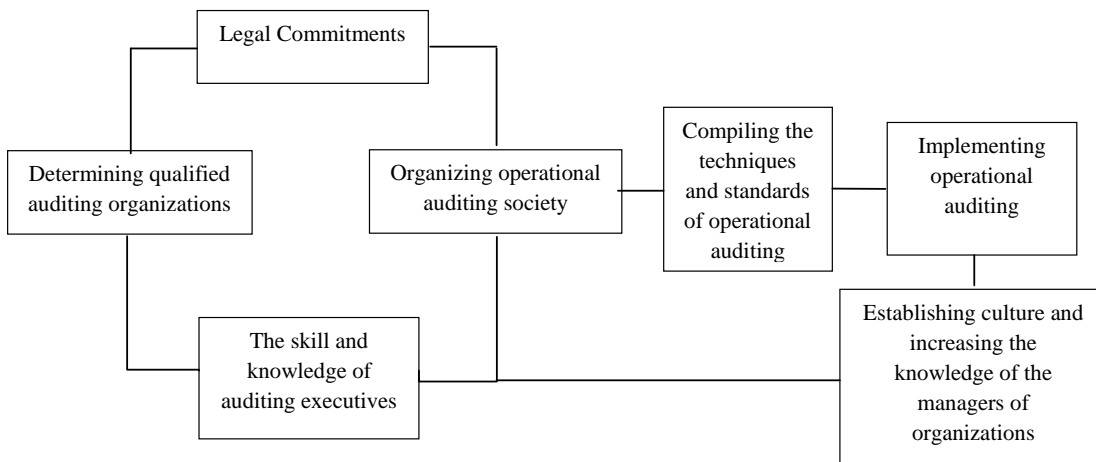 Legal Commitments
Determining qualified
auditing organizations
Organizing operational
auditing society
Compiling the
techniques
and standards
of operational
auditing
Implementing
operational
auditing
The skill and
knowledge of
auditing executives
Establishing culture and
increasing the
knowledge of the
managers of
organizations